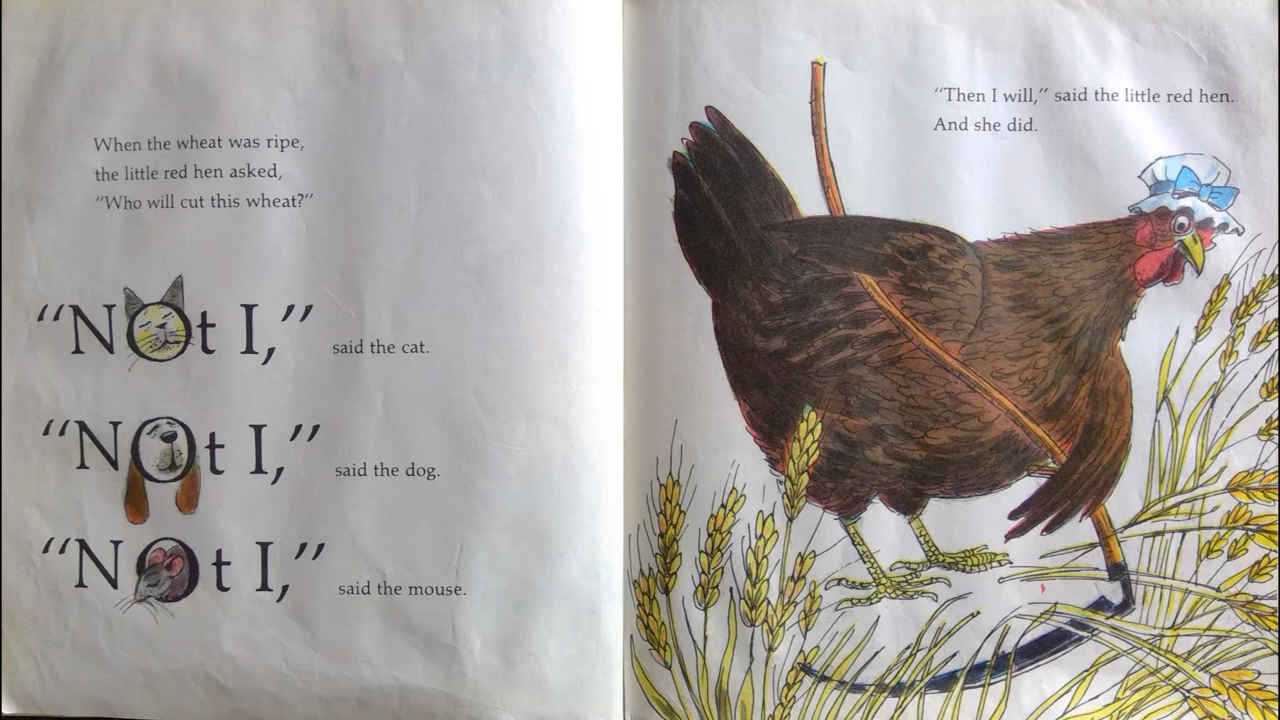 When the wheat was ripe,
the little red hen asked,
“Who will cut this wheat?”
“Not I,” said the cat.
“Not I,” said the dog.
“Not I,” said the mouse.
“Then I will,” said the little red hen.
And she did.